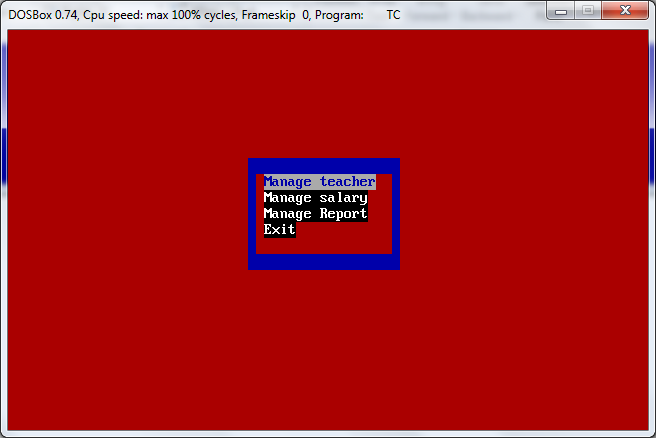 DOSBox 0.74, Cpu speed: max 100% cycles, Frameskip 0, Program: TC
Manage teacher
Manage salary
Manage Report
Exit